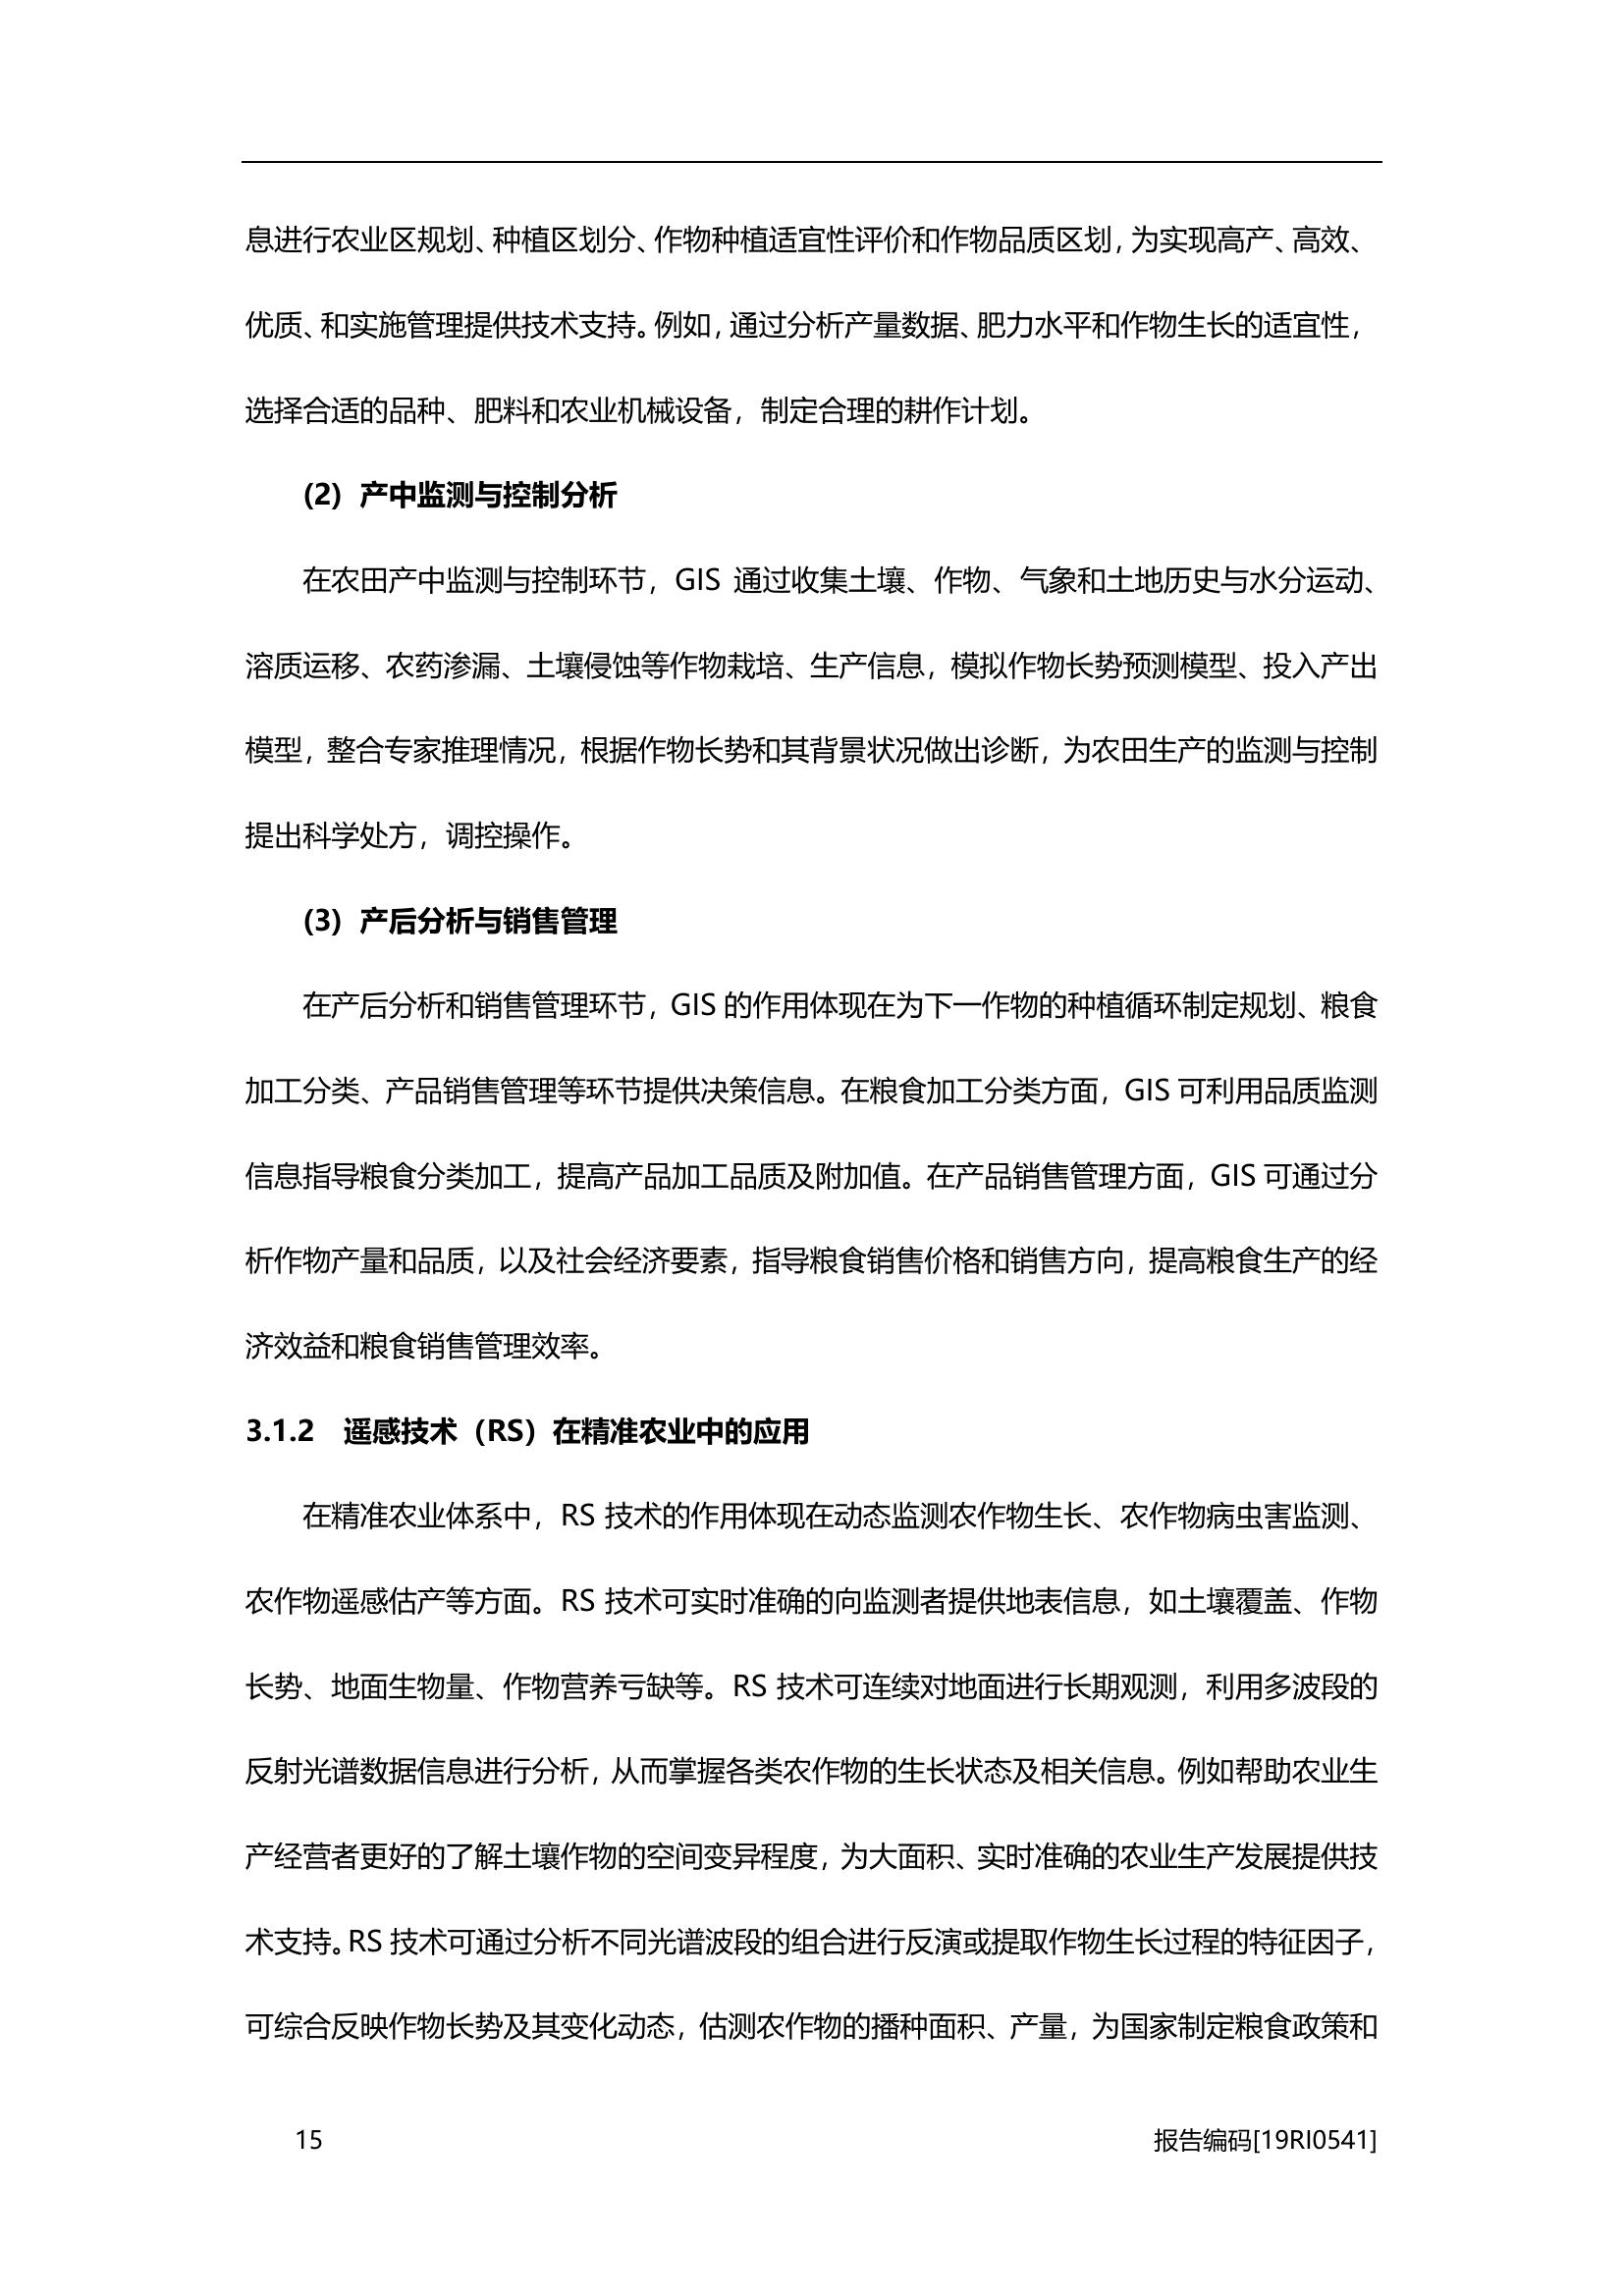 息进行农业区规划、种植区划分、作物种植适宜性评价和作物品质区划，为实现高产、高效、
优质、和实施管理提供技术支持。例如，通过分析产量数据、肥力水平和作物生长的适宜性，
选择合适的品种、肥料和农业机械设备，制定合理的耕作计划。
(2) 产中监测与控制分析
在农田产中监测与控制环节，GIS 通过收集土壤、作物、气象和土地历史与水分运动、
溶质运移、农药渗漏、土壤侵蚀等作物栽培、生产信息，模拟作物长势预测模型、投入产出
模型，整合专家推理情况，根据作物长势和其背景状况做出诊断，为农田生产的监测与控制
提出科学处方，调控操作。
(3) 产后分析与销售管理
在产后分析和销售管理环节，GIS 的作用体现在为下一作物的种植循环制定规划、粮食
加工分类、产品销售管理等环节提供决策信息。在粮食加工分类方面，GIS 可利用品质监测
信息指导粮食分类加工，提高产品加工品质及附加值。在产品销售管理方面，GIS 可通过分
析作物产量和品质，以及社会经济要素，指导粮食销售价格和销售方向，提高粮食生产的经
济效益和粮食销售管理效率。
3.1.2 遥感技术（RS）在精准农业中的应用
在精准农业体系中，RS 技术的作用体现在动态监测农作物生长、农作物病虫害监测、
农作物遥感估产等方面。RS 技术可实时准确的向监测者提供地表信息，如土壤覆盖、作物
长势、地面生物量、作物营养亏缺等。RS 技术可连续对地面进行长期观测，利用多波段的
反射光谱数据信息进行分析，从而掌握各类农作物的生长状态及相关信息。例如帮助农业生
产经营者更好的了解土壤作物的空间变异程度，为大面积、实时准确的农业生产发展提供技
术支持。RS 技术可通过分析不同光谱波段的组合进行反演或提取作物生长过程的特征因子，
可综合反映作物长势及其变化动态，估测农作物的播种面积、产量，为国家制定粮食政策和
15 报告编码[19RI0541]